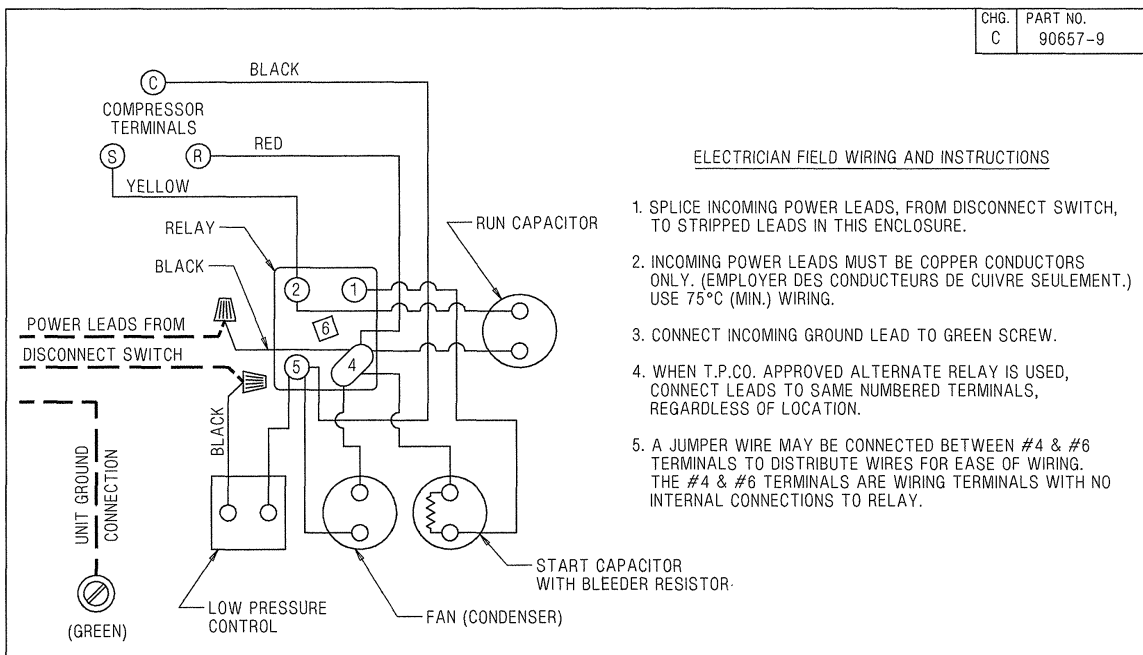 CHG. PART NO.
C 90657-9
BLACK
C
COMPRESSOR
TERMINALS
S R RED
YELLOW
RELAY
RUN CAPACITOR
BLACK
2 1
6
POWER LEADS FROM
DISCONNECT SWITCH
5 4
BLACK
UNIT GROUND
CONNECTION
(GREEN)
LOW PRESSURE
CONTROL
FAN (CONDENSER)
START CAPACITOR
WITH BLEEDER RESISTOR
ELECTRICIAN FIELD WIRING AND INSTRUCTIONS
1. SPLICE INCOMING POWER LEADS, FROM DISCONNECT SWITCH,
TO STRIPPED LEADS IN THIS ENCLOSURE.
2. INCOMING POWER LEADS MUST BE COPPER CONDUCTORS
ONLY. (EMPLOYER DES CONDUCTEURS DE CUIVRE SEULEMENT.)
USE 75°C (MIN.) WIRING.
3. CONNECT INCOMING GROUND LEAD TO GREEN SCREW.
4. WHEN T.P.CO. APPROVED ALTERNATE RELAY IS USED,
CONNECT LEADS TO SAME NUMBERED TERMINALS,
REGARDLESS OF LOCATION.
5. A JUMPER WIRE MAY BE CONNECTED BETWEEN #4 & #6
TERMINALS TO DISTRIBUTE WIRES FOR EASE OF WIRING.
THE #4 & #6 TERMINALS ARE WIRING TERMINALS WITH NO
INTERNAL CONNECTIONS TO RELAY.